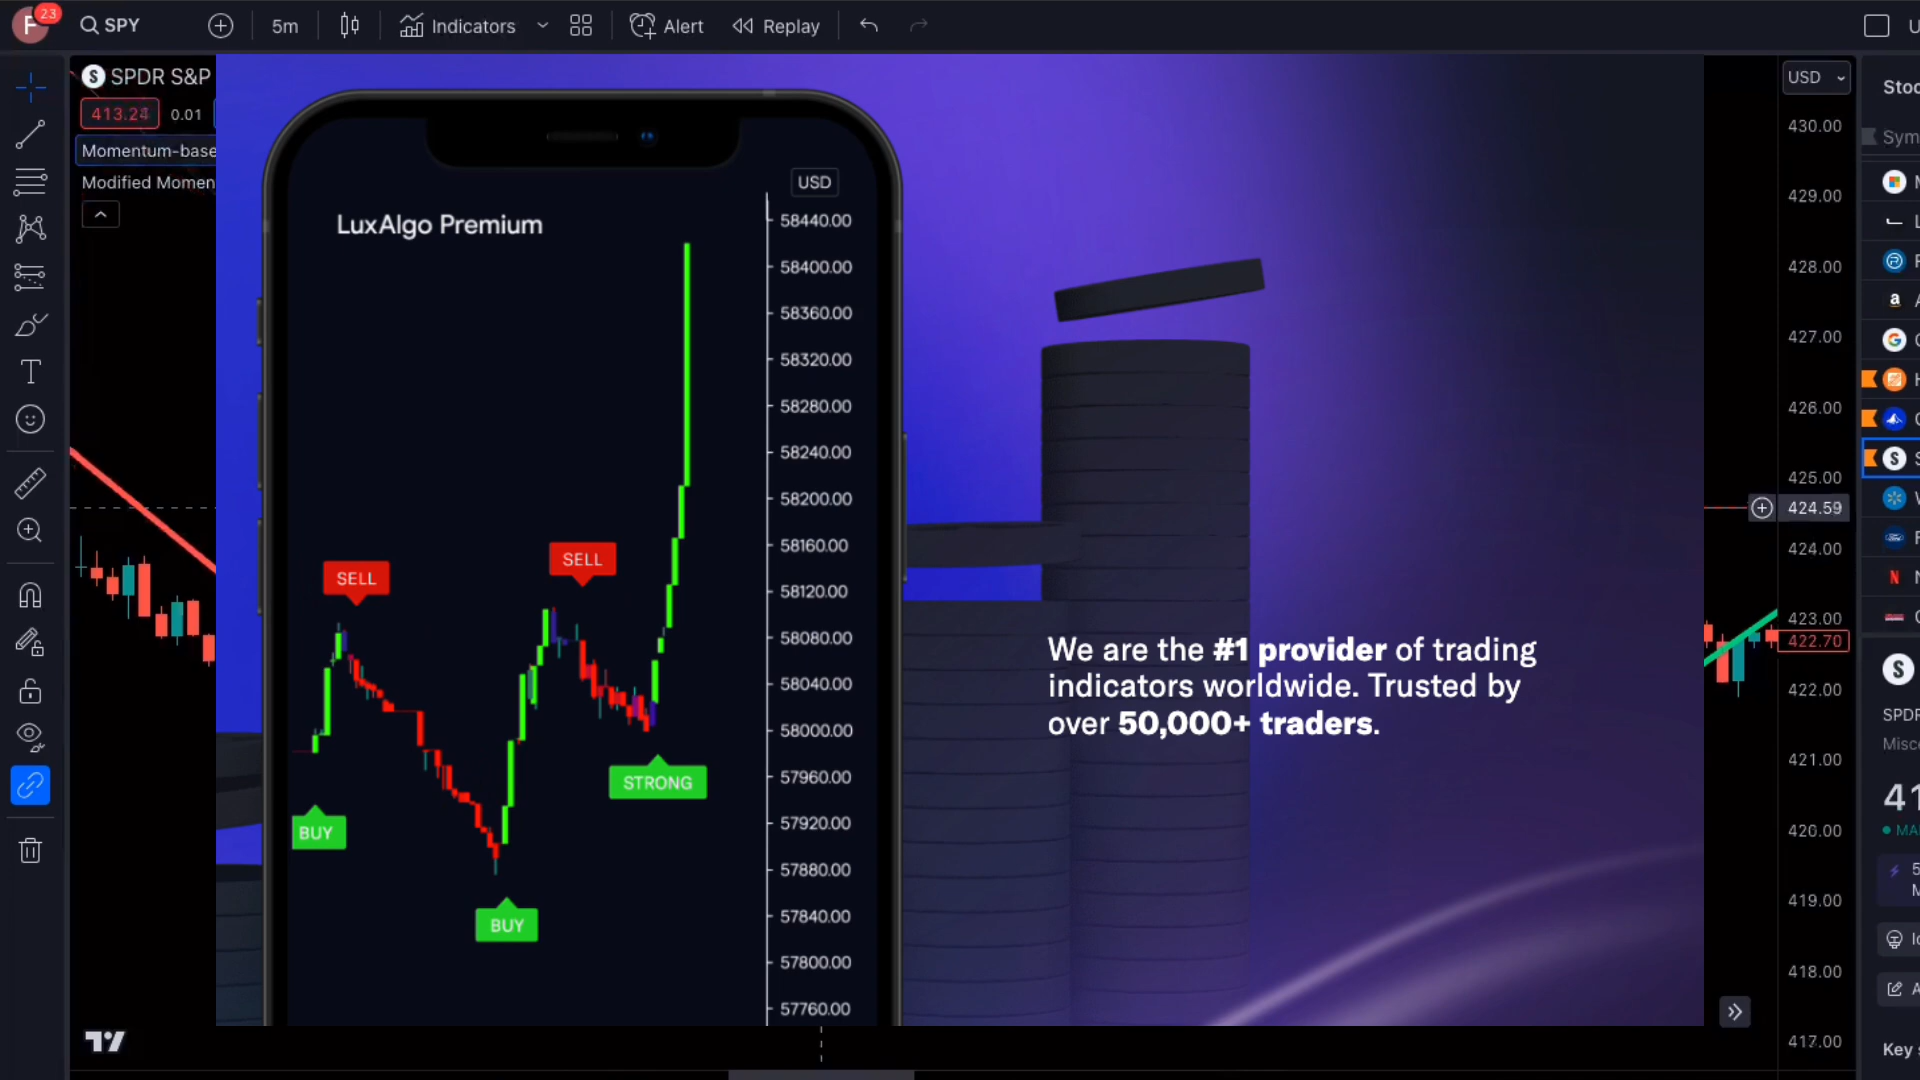 F
23
SPY
5m
Indicators
Alert
Replay
U
S SPDR S&P
413.24 0.01
Momentum-base
Modified Momen
LuxAlgo Premium
USD
58440.00
58400.00
58360.00
58320.00
58280.00
58240.00
58200.00
58160.00
58120.00
58080.00
58040.00
58000.00
57960.00
57920.00
57880.00
57840.00
57800.00
57760.00
SELL
SELL
STRONG
BUY
BUY
We are the #1 provider of trading
indicators worldwide. Trusted by
over 50,000+ traders.
USD
430.00
429.00
428.00
427.00
426.00
425.00
424.59
424.00
423.00
422.70
422.00
421.00
420.00
419.00
418.00
417.00
Stoc
Sym
SPDR
Misce
41
MA
5
M
Key s